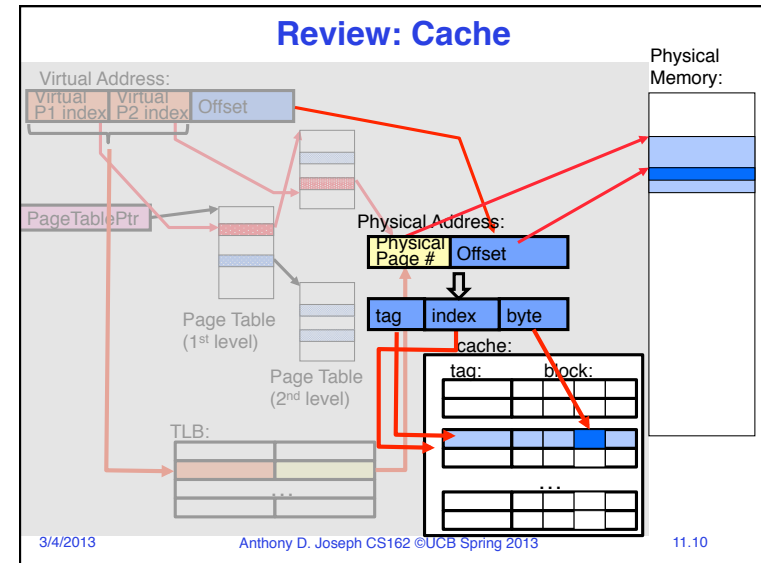 Review: Cache
Physical
Memory:
Virtual Address:
Virtual
P1 index
Virtual
P2 index
Offset
PageTablePtr
Physical Address:
Physical
Page #
Offset
tag
index
byte
Page Table
(1st level)
cache:
tag:
block:
Page Table
(2nd level)
TLB:
…
…
3/4/2013
Anthony D. Joseph CS162 ©UCB Spring 2013
11.10